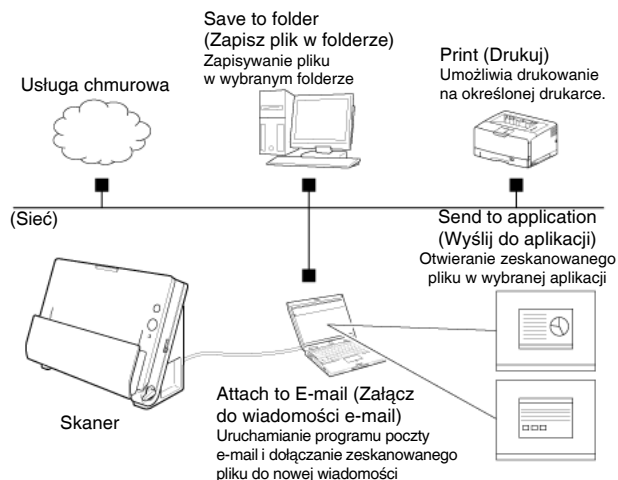 Usługa chmurowa
Save to folder
(Zapisz plik w folderze)
Zapisywanie pliku
w wybranym folderze
Print (Drukuj)
Umożliwia drukowanie
na określonej drukarce.
(Sieć)
Send to application
(Wyślij do aplikacji)
Otwieranie zeskanowanego
pliku w wybranej aplikacji
Skaner
Attach to E-mail (Załącz
do wiadomości e-mail)
Uruchamianie programu poczty
e-mail i dołączanie zeskanowanego
pliku do nowej wiadomości